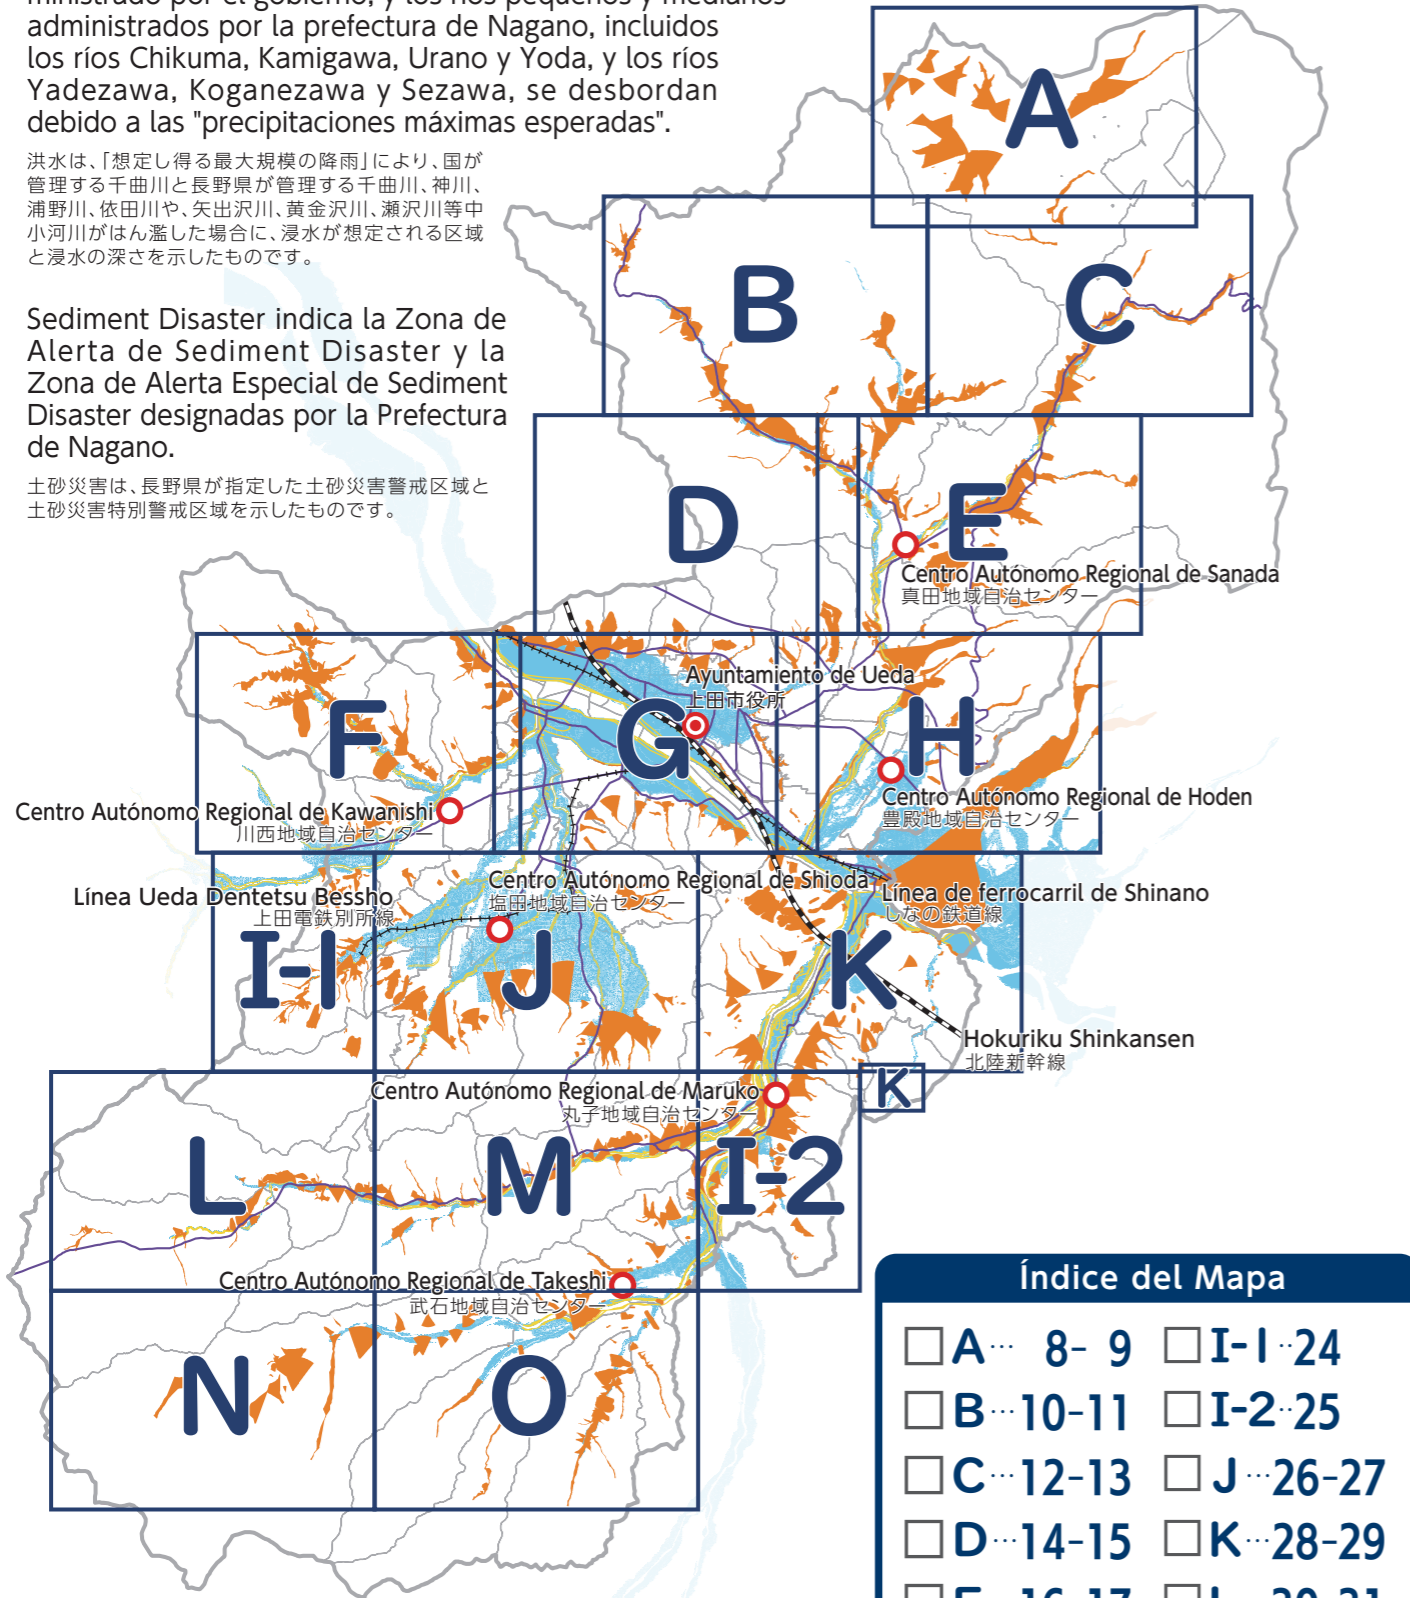 ministrado por el gobierno, y los ríos pequeños y medianos
administrados por la prefectura de Nagano, incluidos
los ríos Chikuma, Kamigawa, Urano y Yoda, y los ríos
Yadezawa, Koganezawa y Sezawa, se desbordan
debido a las "precipitaciones máximas esperadas".
洪水は、「想定し得る最大規模の降雨」により、国が
管理する千曲川と長野県が管理する千曲川、神川、
浦野川、依田川や、矢出沢川、黄金沢川、瀬沢川等中
小河川がはん濫した場合に、浸水が想定される区域
と浸水の深さを示したものです。
Sediment Disaster indica la Zona de
Alerta de Sediment Disaster y la
Zona de Alerta Especial de Sediment
Disaster designadas por la Prefectura
de Nagano.
土砂災害は、長野県が指定した土砂災害警戒区域と
土砂災害特別警戒区域を示したものです。
A
B
C
D
E
Centro Autónomo Regional de Sanada
真田地域自治センター
Ayuntamiento de Ueda
上田市役所
F
G
H
Centro Autónomo Regional de Kawanishi
川西地域自治センター
Centro Autónomo Regional de Hoden
豊殿地域自治センター
Línea Ueda Dentetsu Bessho
上田電鉄別所線
Centro Autónomo Regional de Shioda
塩田地域自治センター
Línea de ferrocarril de Shinano
しなの鉄道線
I-1
J
K
Hokuriku Shinkansen
北陸新幹線
K
Centro Autónomo Regional de Maruko
丸子地域自治センター
L
M
I-2
Centro Autónomo Regional de Takeshi
武石地域自治センター
N
O
Índice del Mapa
A… 8- 9
B…10-11
C…12-13
D…14-15
E…16-17
I-1…24
I-2…25
J…26-27
K…28-29
L…30-31